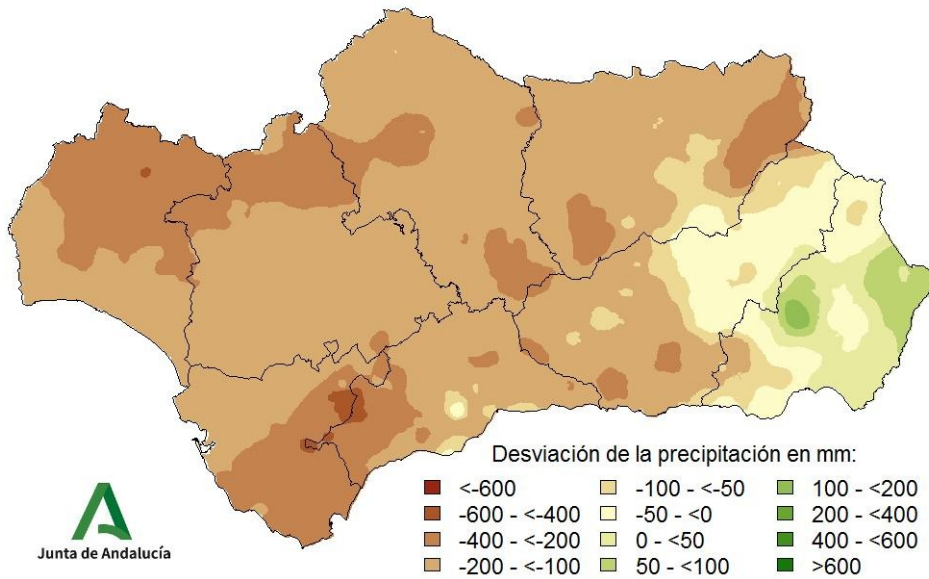 Desviación de la precipitación en mm:
<-600
-600 - <-400
-400 - <-200
-200 - <-100
-100 - <-50
-50 - <0
0 - <50
50 - <100
100 - <200
200 - <400
400 - <600
>600
Junta de Andalucía